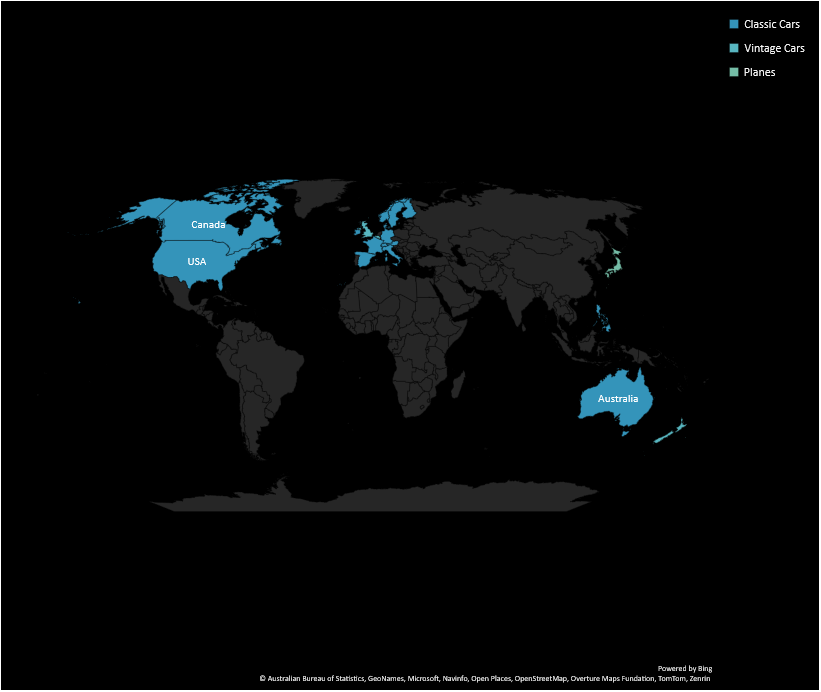 Classic Cars
Vintage Cars
Planes
Canada
USA
Australia
Powered by Bing
© Australian Bureau of Statistics, GeoNames, Microsoft, Navinfo, Open Places, OpenStreetMap, Overture Maps Fundation, TomTom, Zenrin